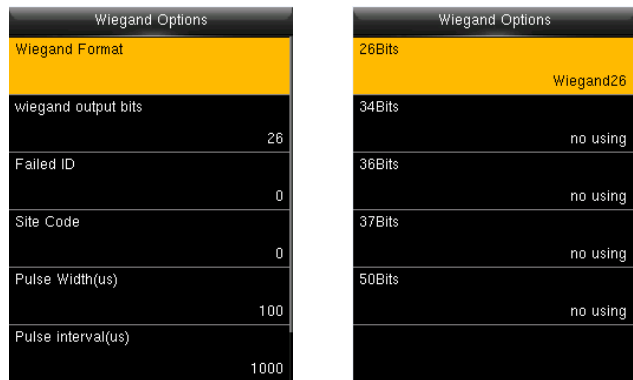 Wiegand Options
Wiegand Format
wiegand output bits
26
Failed ID
0
Site Code
0
Pulse Width(us)
100
Pulse interval(us)
1000
Wiegand Options
26Bits
Wiegand26
34Bits
no using
36Bits
no using
37Bits
no using
50Bits
no using